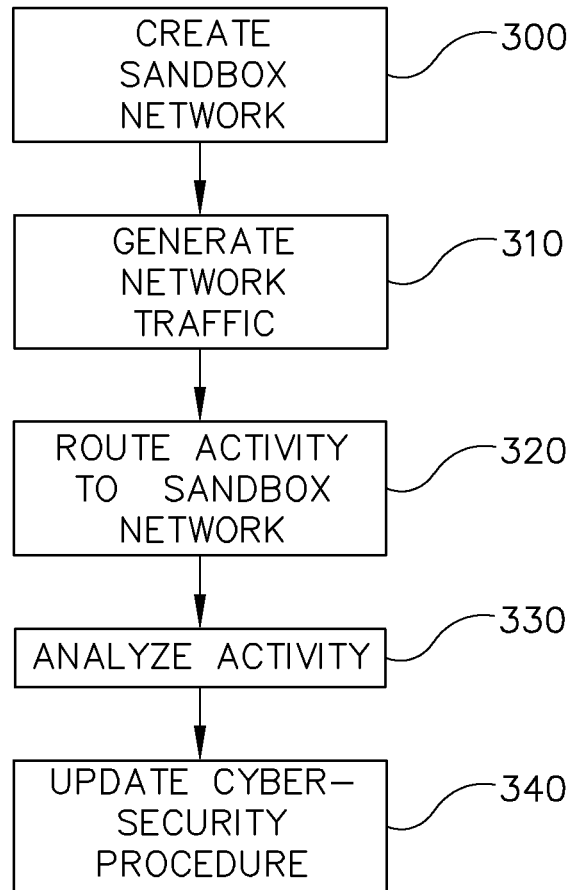 CREATE
SANDBOX
NETWORK
300
GENERATE
NETWORK
TRAFFIC
310
ROUTE ACTIVITY
TO SANDBOX
NETWORK
320
ANALYZE ACTIVITY
330
UPDATE CYBER-
SECURITY
PROCEDURE
340